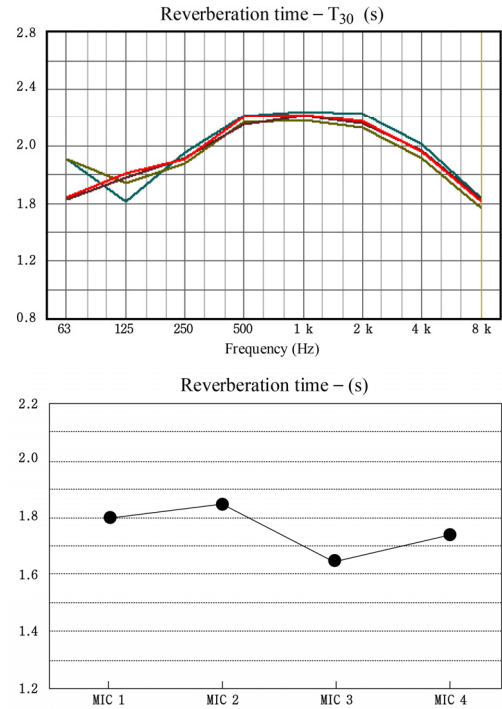 Reverberation time – T30 (s)
2.8
2.4
2.0
1.8
1.2
0.8
63 125 250 500 1 k 2 k 4 k 8 k
Frequency (Hz)
Reverberation time – (s)
2.2
2.0
1.8
1.6
1.4
1.2
MIC 1 MIC 2 MIC 3 MIC 4